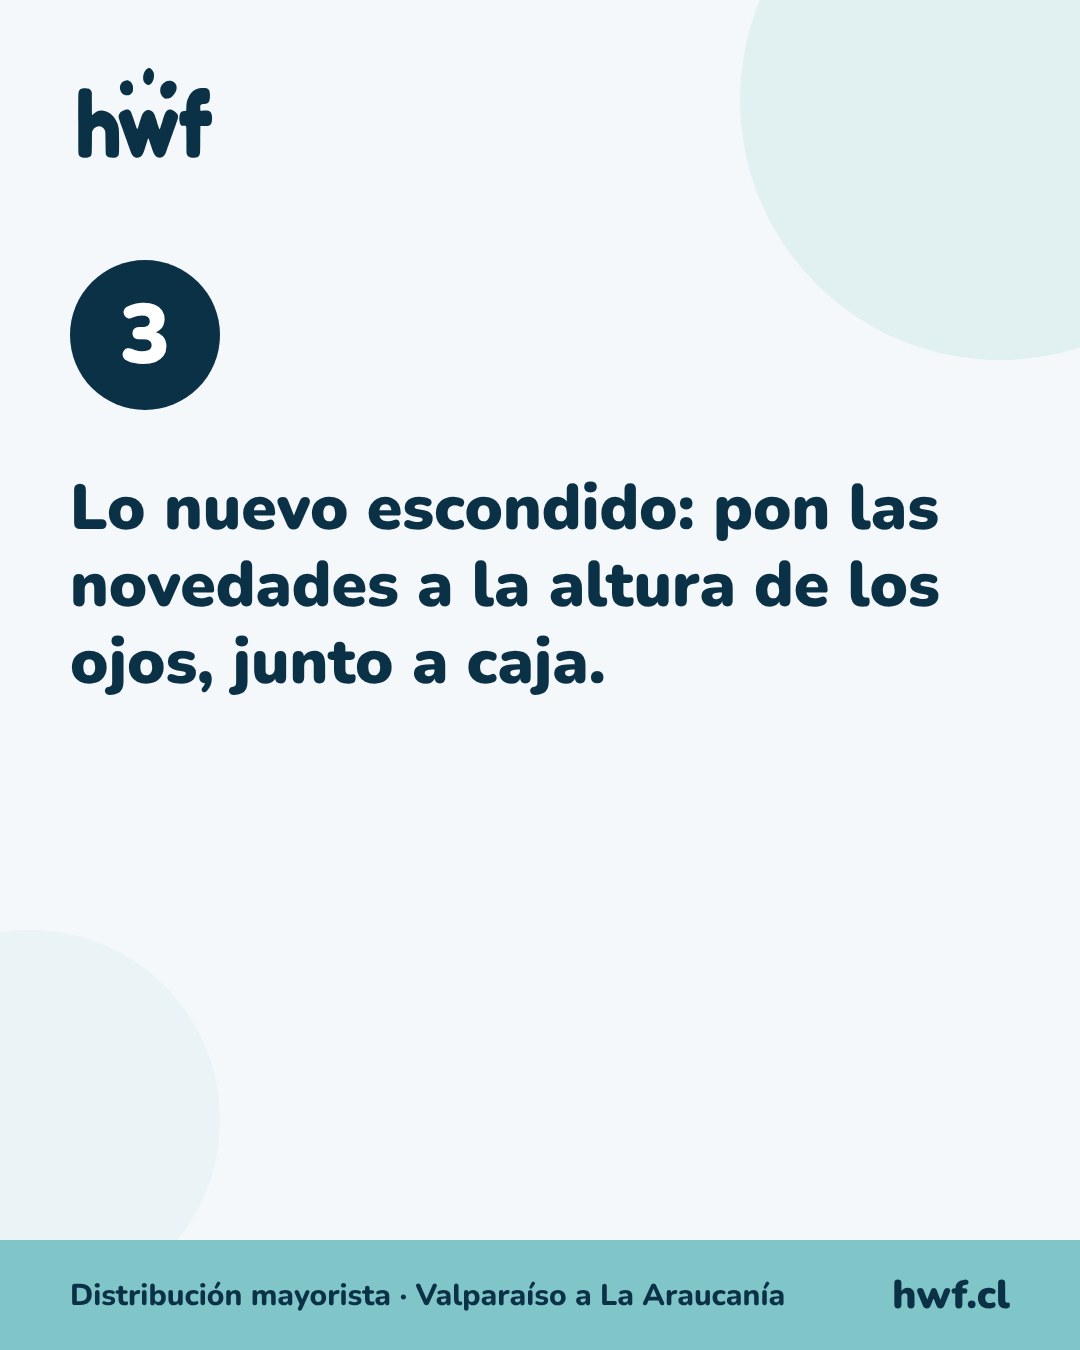 hwf
3
Lo nuevo escondido: pon las
novedades a la altura de los
ojos, junto a caja.
Distribución mayorista · Valparaíso a La Araucanía
hwf.cl